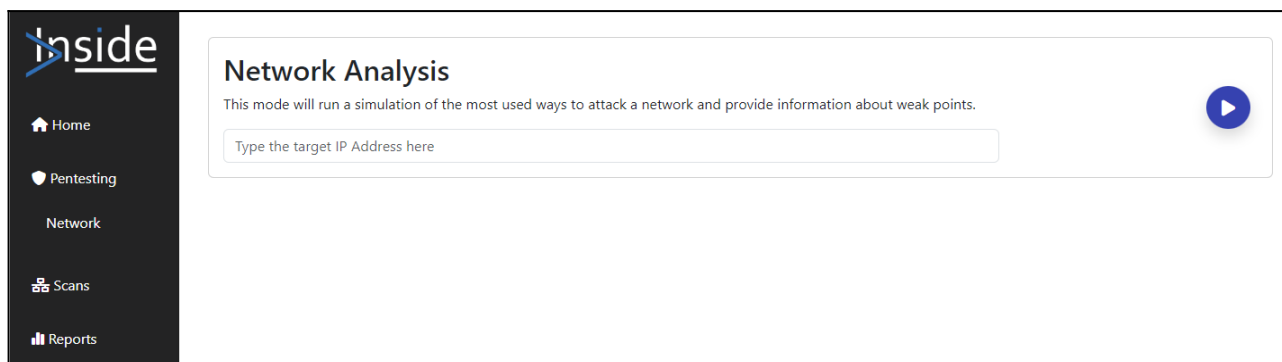 Inside
Home
Pentesting
Network
Scans
Reports
Network Analysis
This mode will run a simulation of the most used ways to attack a network and provide information about weak points.
Type the target IP Address here